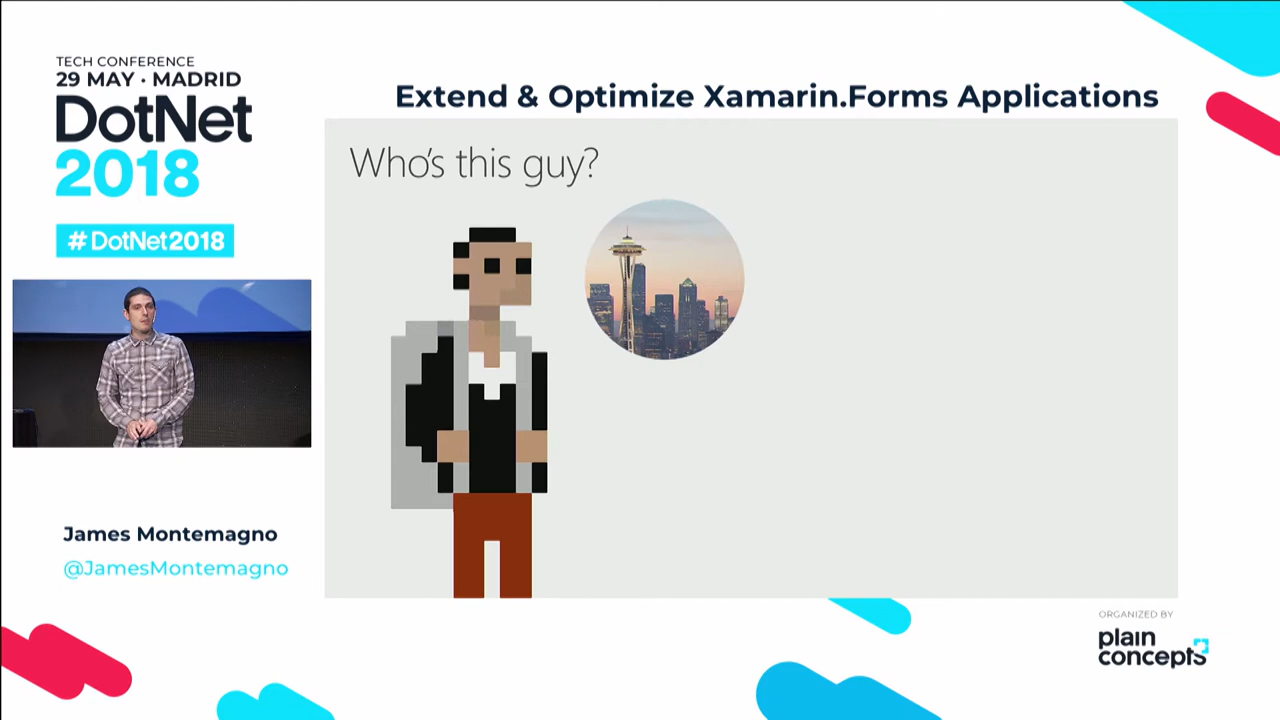 TECH CONFERENCE
29 MAY · MADRID
DotNet
2018
#DotNet2018
Extend & Optimize Xamarin.Forms Applications
Who's this guy?
James Montemagno
@JamesMontemagno
ORGANIZED BY
plain
concepts